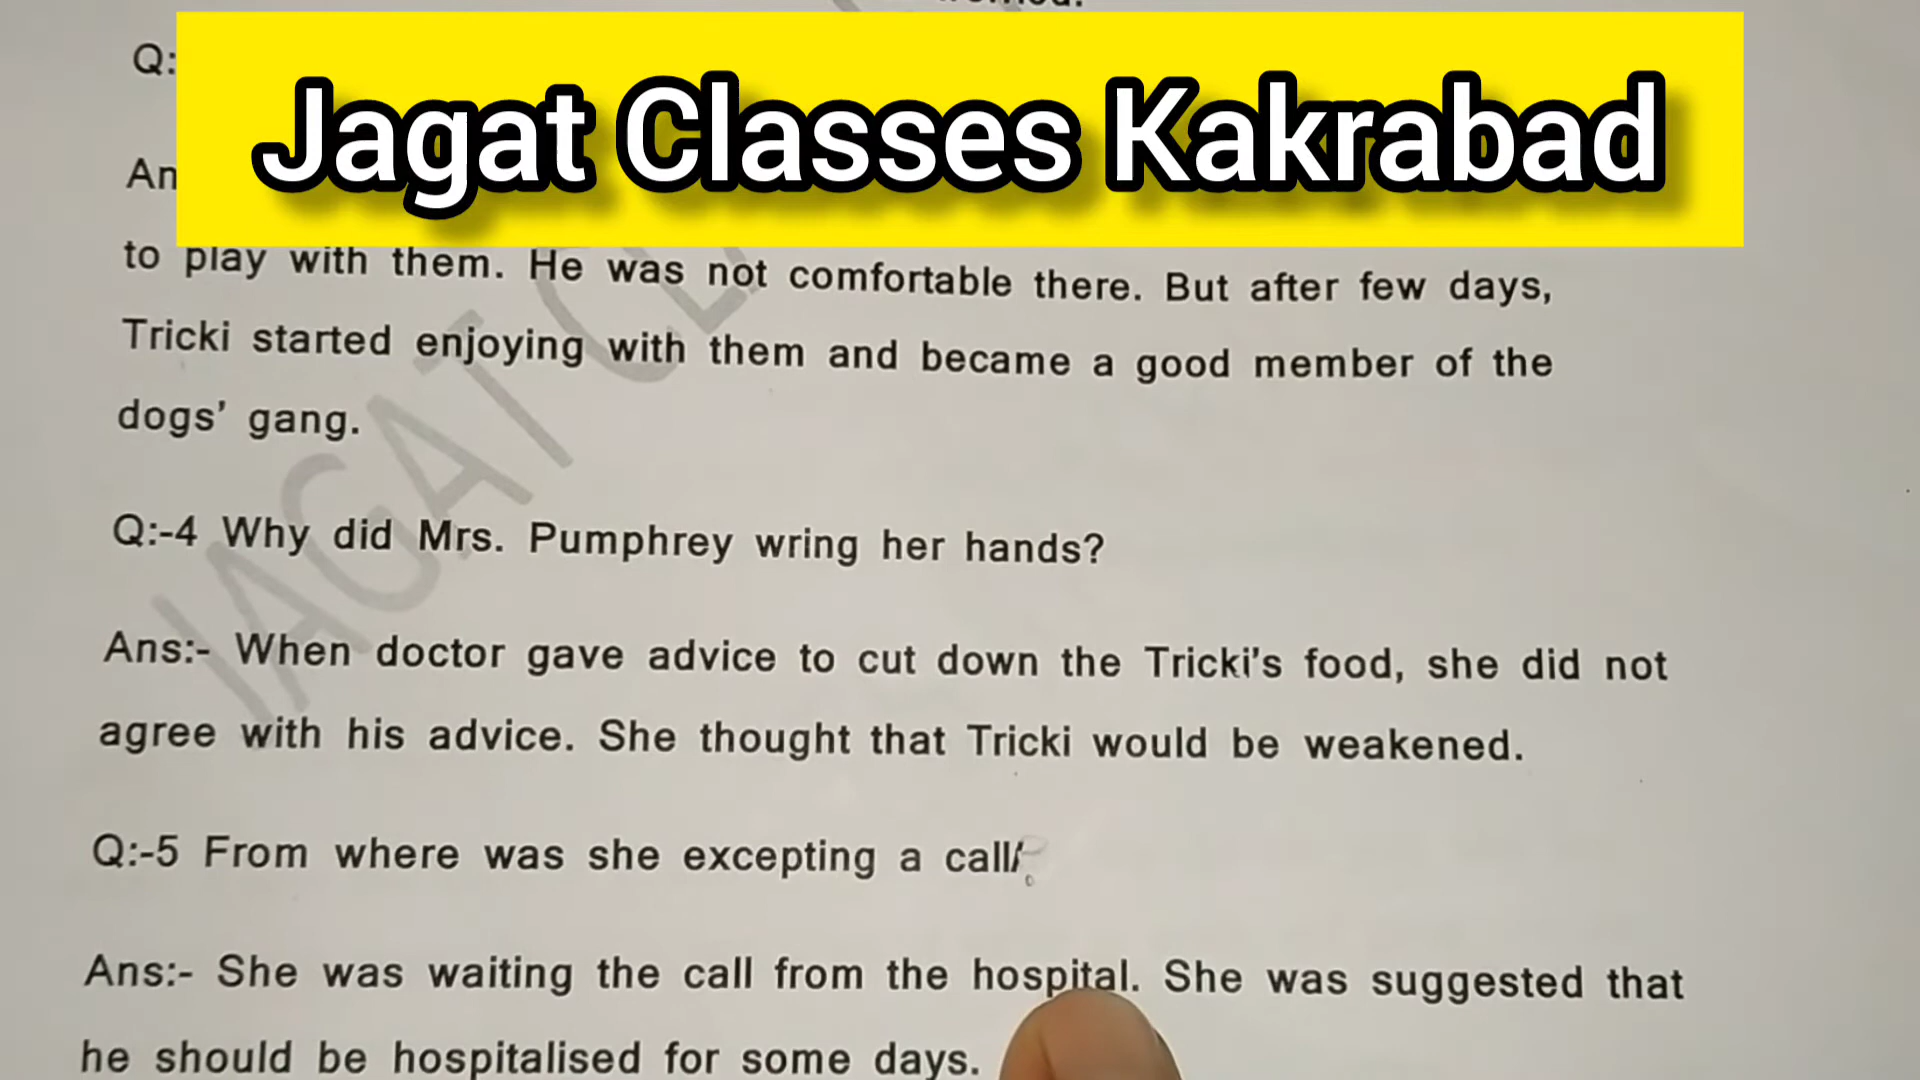 Jagat Classes Kakrabad
Q:
An
to play with them. He was not comfortable there. But after few days,
Tricki started enjoying with them and became a good member of the
dogs’ gang.
Q:-4 Why did Mrs. Pumphrey wring her hands?
Ans:- When doctor gave advice to cut down the Tricki's food, she did not
agree with his advice. She thought that Tricki would be weakened.
Q:-5 From where was she excepting a call?
Ans:- She was waiting the call from the hospital. She was suggested that
he should be hospitalised for some days.
JAGAT CL